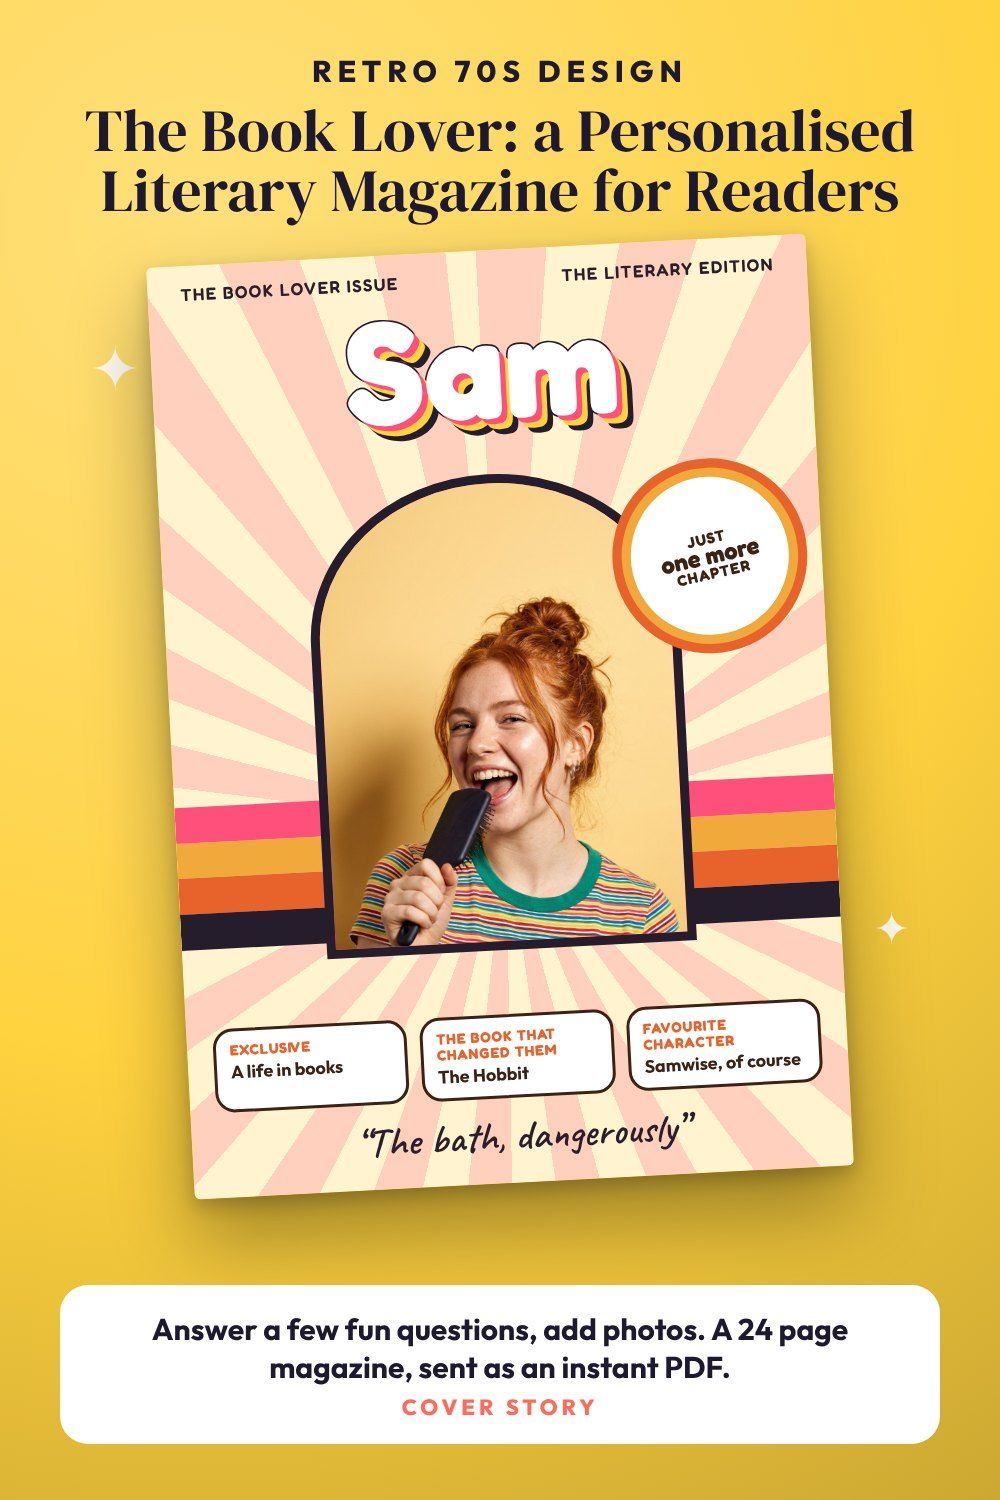 RETRO 70S DESIGN
The Book Lover: a Personalised
Literary Magazine for Readers
THE BOOK LOVER ISSUE
THE LITERARY EDITION
Sam
JUST
one more
CHAPTER
EXCLUSIVE
A life in books
THE BOOK THAT
CHANGED THEM
The Hobbit
FAVOURITE
CHARACTER
Samwise, of course
“The bath, dangerously”
Answer a few fun questions, add photos. A 24 page
magazine, sent as an instant PDF.
COVER STORY